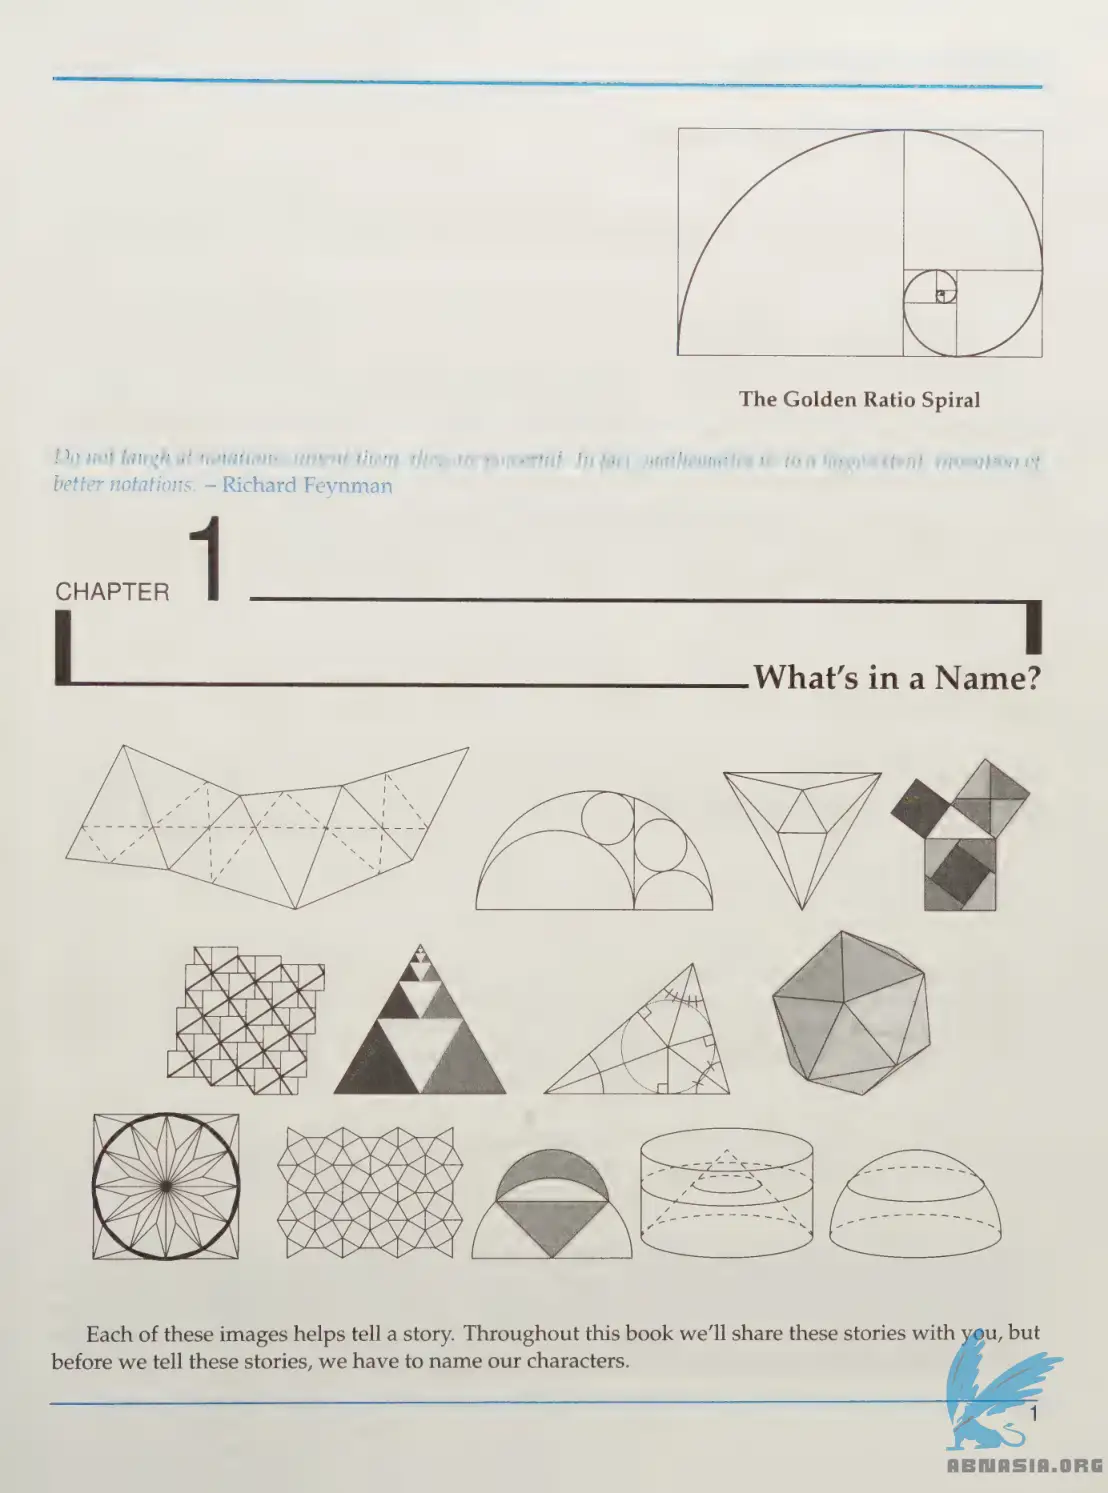 The Golden Ratio Spiral
Do not laugh at notations; invent them, they are powerful. In fact, mathematics is, to a large extent, invention of
better notations. – Richard Feynman
CHAPTER 1
What's in a Name?
Each of these images helps tell a story. Throughout this book we'll share these stories with you, but
before we tell these stories, we have to name our characters.
1
ABNASIA.ORG